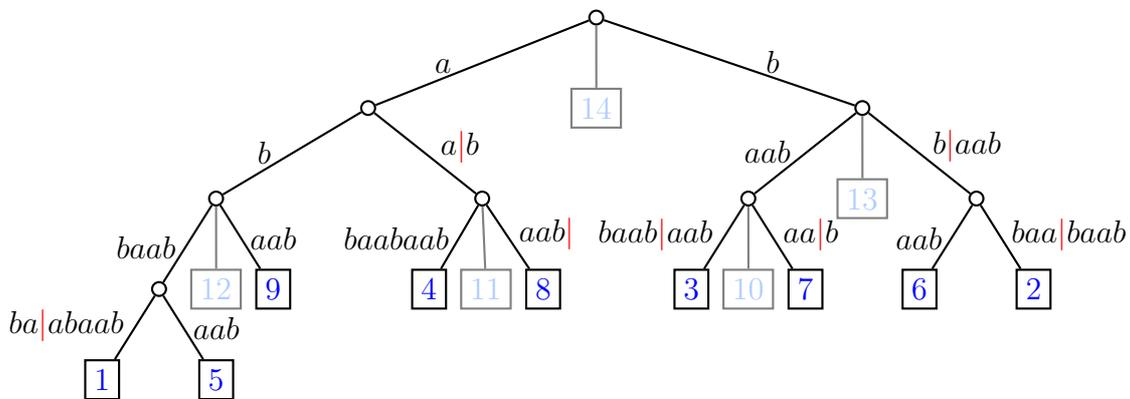 a b
14
b a|b aab b|aab
13
baab aab baabaab aab| baab|aab aa|b aab baa|baab
12 9 4 11 8 3 10 7 6 2
ba|abaab aab
1 5